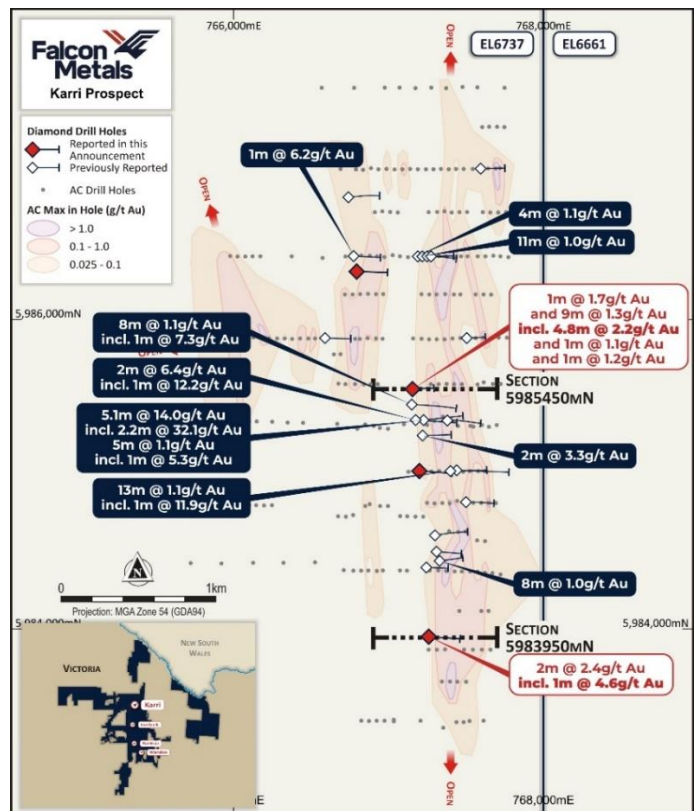 766,000mE
768,000mE
EL6737
EL6661
Falcon
Metals
Karri Prospect
Diamond Drill Holes
Reported in this
Announcement
Previously Reported
AC Drill Holes
AC Max in Hole (g/t Au)
> 1.0
0.1 - 1.0
0.025 - 0.1
OPEN
OPEN
1m @ 6.2g/t Au
4m @ 1.1g/t Au
11m @ 1.0g/t Au
5,986,000mN
1m @ 1.7g/t Au
and 9m @ 1.3g/t Au
incl. 4.8m @ 2.2g/t Au
and 1m @ 1.1g/t Au
and 1m @ 1.2g/t Au
8m @ 1.1g/t Au
incl. 1m @ 7.3g/t Au
OPEN
2m @ 6.4g/t Au
incl. 1m @ 12.2g/t Au
SECTION
5985450MN
5.1m @ 14.0g/t Au
incl. 2.2m @ 32.1g/t Au
5m @ 1.1g/t Au
incl. 1m @ 5.3g/t Au
2m @ 3.3g/t Au
13m @ 1.1g/t Au
incl. 1m @ 11.9g/t Au
8m @ 1.0g/t Au
N
0
1km
Projection: MGA Zone 54 (GDA94)
5,984,000mN
5,984,000mN
SECTION
5983950MN
2m @ 2.4g/t Au
incl. 1m @ 4.6g/t Au
NEW SOUTH
WALES
VICTORIA
Karri
OPEN
768,000mE